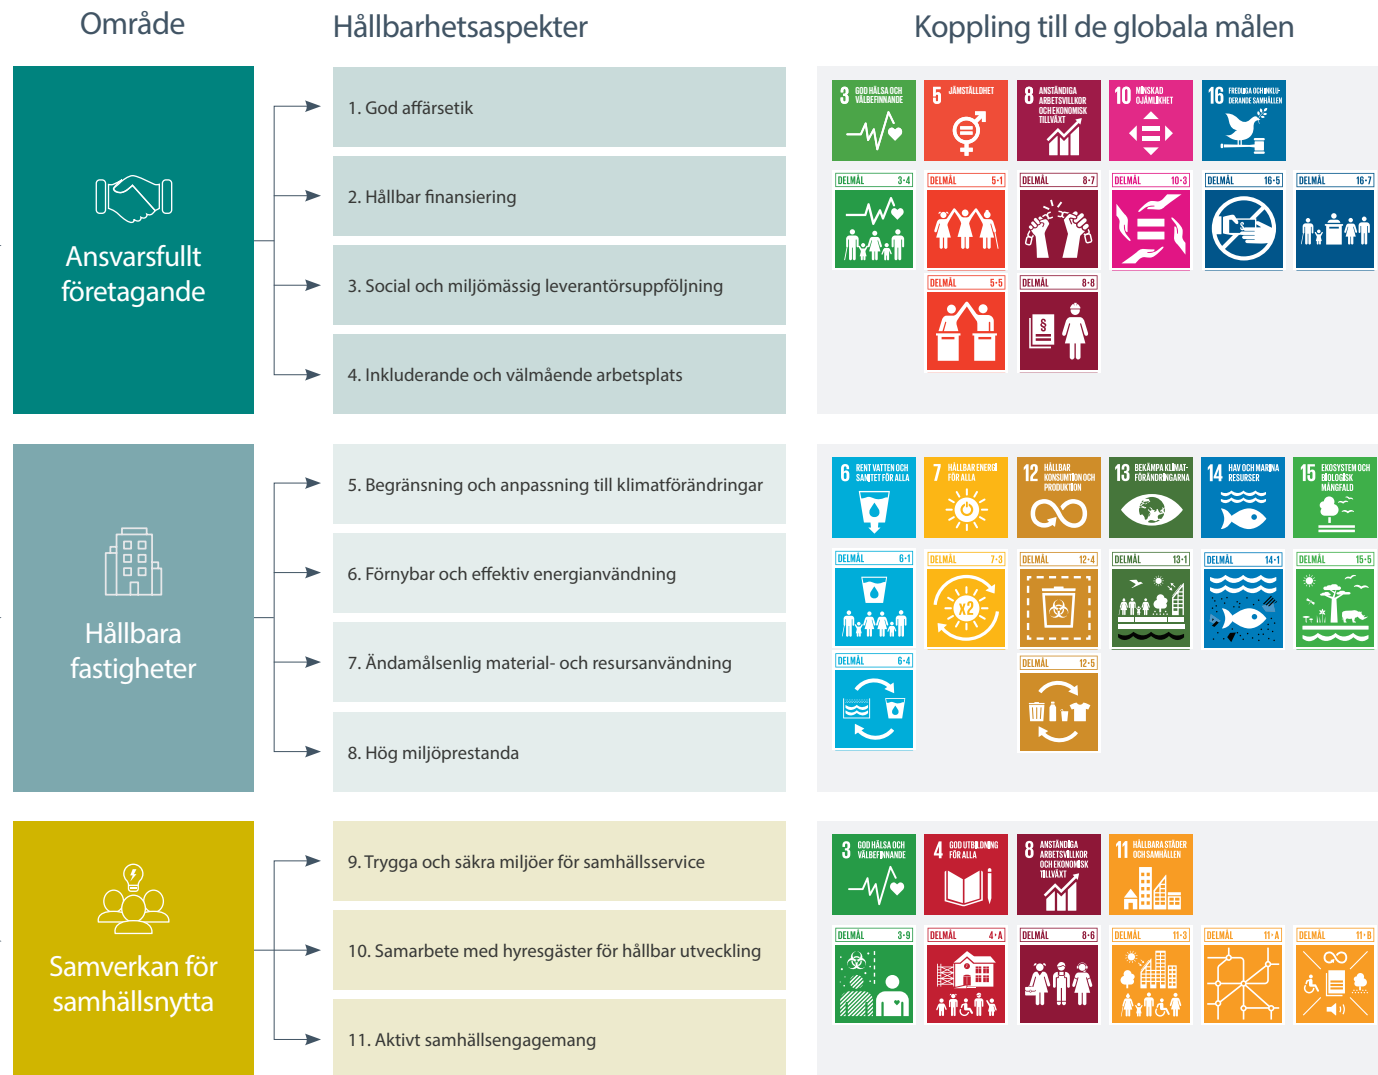 Område
Hållbarhetsaspekter
Koppling till de globala målen
Ansvarsfullt
företagande
1. God affärsetik
2. Hållbar finansiering
3. Social och miljömässig leverantörsuppföljning
4. Inkluderande och välmående arbetsplats
3 GOD HÄLSA OCH
VÄLBEFINNANDE
5 JÄMSTÄLLDHET
8 ANSTÄNDIGA
ARBETSVILLKOR
OCH EKONOMISK
TILLVÄXT
10 MINSKAD
OJÄMLIKHET
16 FREDLIGA OCH INKLU-
DERANDE SAMHÄLLEN
DELMÅL 3·4
DELMÅL 5·1
DELMÅL 8·7
DELMÅL 10·3
DELMÅL 16·5
DELMÅL 16·7
DELMÅL 5·5
DELMÅL 8·8
§
Hållbara
fastigheter
5. Begränsning och anpassning till klimatförändringar
6. Förnybar och effektiv energianvändning
7. Ändamålsenlig material- och resursanvändning
8. Hög miljöprestanda
6 RENT VATTEN OCH
SANITET FÖR ALLA
7 HÅLLBAR ENERGI
FÖR ALLA
12 HÅLLBAR
KONSUMTION OCH
PRODUKTION
13 BEKÄMPA KLIMAT-
FÖRÄNDRINGARNA
14 HAV OCH MARINA
RESURSER
15 EKOSYSTEM OCH
BIOLOGISK
MÅNGFALD
DELMÅL 6·1
DELMÅL 7·3
DELMÅL 12·4
DELMÅL 13·1
DELMÅL 14·1
DELMÅL 15·5
X2
DELMÅL 6·4
DELMÅL 12·5
Samverkan för
samhällsnytta
9. Trygga och säkra miljöer för samhällsservice
10. Samarbete med hyresgäster för hållbar utveckling
11. Aktivt samhällsengagemang
3 GOD HÄLSA OCH
VÄLBEFINNANDE
4 GOD UTBILDNING
FÖR ALLA
8 ANSTÄNDIGA
ARBETSVILLKOR
OCH EKONOMISK
TILLVÄXT
11 HÅLLBARA STÄDER
OCH SAMHÄLLEN
DELMÅL 3·9
DELMÅL 4·A
DELMÅL 8·6
DELMÅL 11·3
DELMÅL 11·A
DELMÅL 11·B